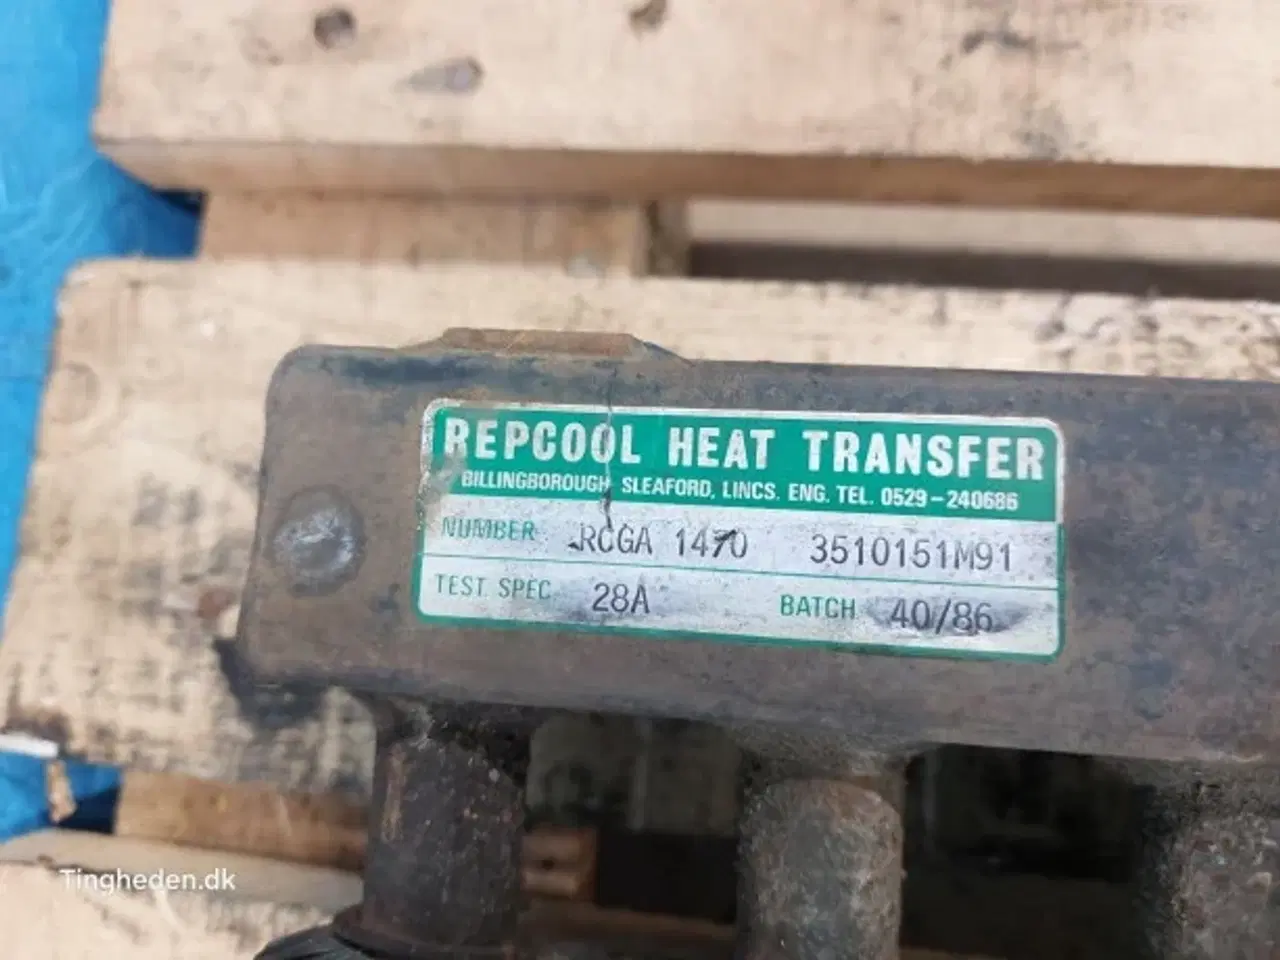 REPCOOL HEAT TRANSFER
BILLINGBOROUGH SLEAFORD, LINCS. ENG. TEL. 0529-240686
NUMBER RCGA 1470 3510151M91
TEST SPEC 28A BATCH 40/86
Tingheden.dk